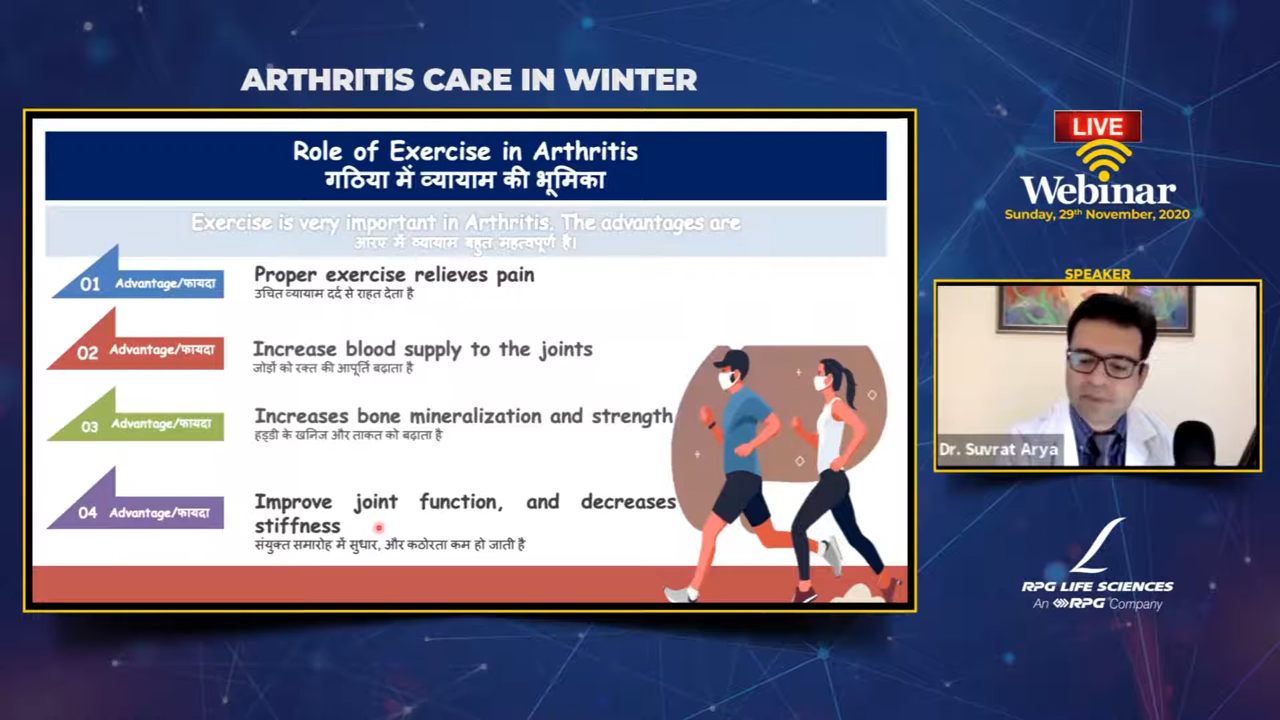 ARTHRITIS CARE IN WINTER
Role of Exercise in Arthritis
गठिया में व्यायाम की भूमिका
Exercise is very important in Arthritis. The advantages are
में व्यायाम बहुत महत्वपूर्ण है।
01 Advantage/फायदा
Proper exercise relieves pain
उचित व्यायाम दर्द से राहत देता है
02 Advantage/फायदा
Increase blood supply to the joints
जोड़ों को रक्त की आपूर्ति बढ़ाता है
03 Advantage/फायदा
Increases bone mineralization and strength
हड्डी के खनिज और ताकत को बढ़ाता है
04 Advantage/फायदा
Improve joint function, and decreases
stiffness
संयुक्त समारोह में सुधार, और कठोरता कम हो जाती है
LIVE
Webinar
Sunday, 29th November, 2020
SPEAKER
Dr. Suvrat Arya
RPG LIFE SCIENCES
An RPG Company